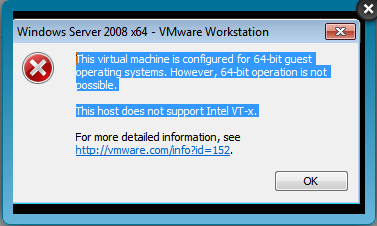 Windows Server 2008 x64 - VMware Workstation
This virtual machine is configured for 64-bit guest
operating systems. However, 64-bit operation is not
possible.
This host does not support Intel VT-x.
For more detailed information, see
http://vmware.com/info?id=152.
OK